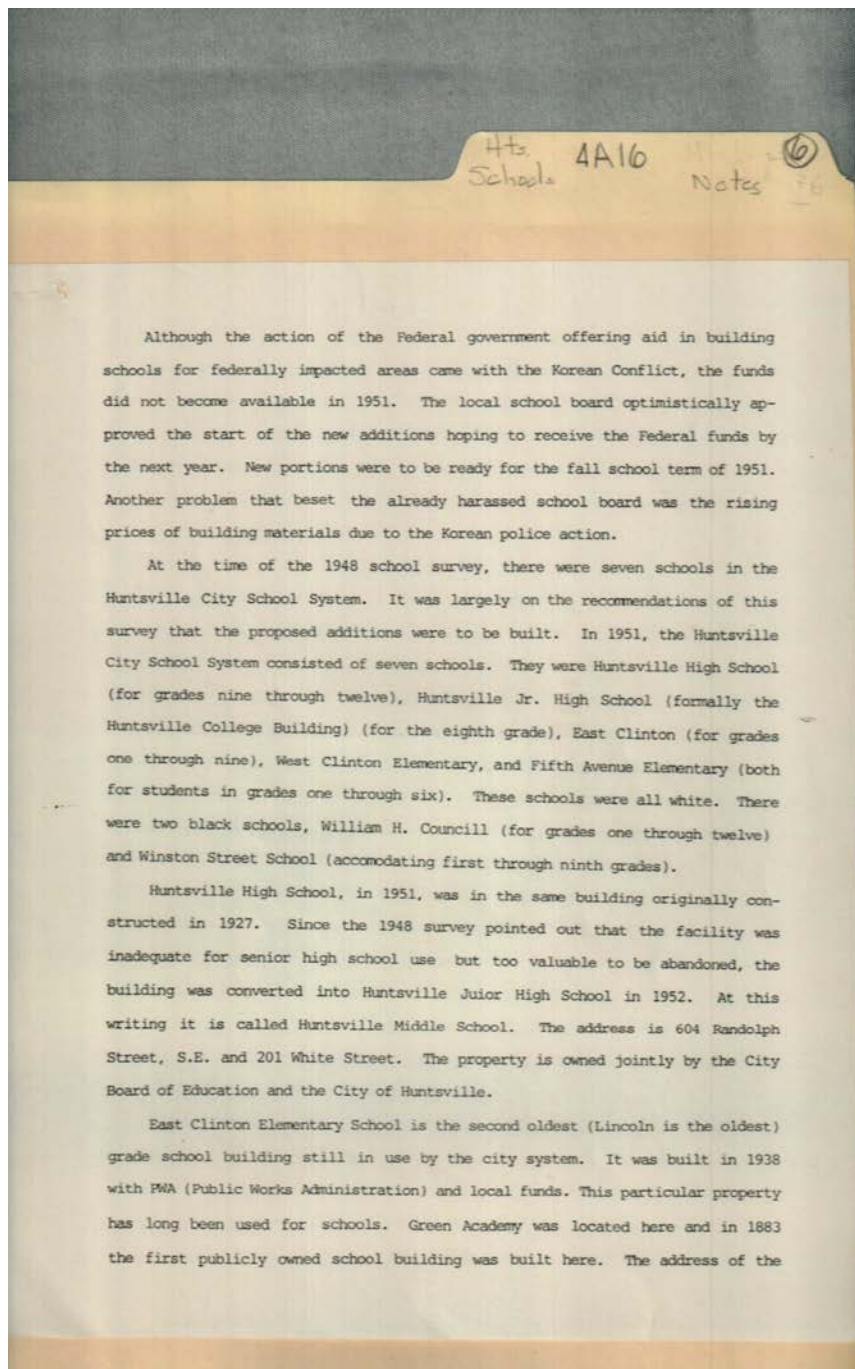 Hts. 4A16 6
Schools Notes
Although the action of the Federal government offering aid in building
schools for federally impacted areas came with the Korean Conflict, the funds
did not become available in 1951. The local school board optimistically ap-
proved the start of the new additions hoping to receive the Federal funds by
the next year. New portions were to be ready for the fall school term of 1951.
Another problem that beset the already harassed school board was the rising
prices of building materials due to the Korean police action.
At the time of the 1948 school survey, there were seven schools in the
Huntsville City School System. It was largely on the recommendations of this
survey that the proposed additions were to be built. In 1951, the Huntsville
City School System consisted of seven schools. They were Huntsville High School
(for grades nine through twelve), Huntsville Jr. High School (formally the
Huntsville College Building) (for the eighth grade), East Clinton (for grades
one through nine), West Clinton Elementary, and Fifth Avenue Elementary (both
for students in grades one through six). These schools were all white. There
were two black schools, William H. Councill (for grades one through twelve)
and Winston Street School (accomodating first through ninth grades).
Huntsville High School, in 1951, was in the same building originally con-
structed in 1927. Since the 1948 survey pointed out that the facility was
inadequate for senior high school use but too valuable to be abandoned, the
building was converted into Huntsville Juior High School in 1952. At this
writing it is called Huntsville Middle School. The address is 604 Randolph
Street, S.E. and 201 White Street. The property is owned jointly by the City
Board of Education and the City of Huntsville.
East Clinton Elementary School is the second oldest (Lincoln is the oldest)
grade school building still in use by the city system. It was built in 1938
with PWA (Public Works Administration) and local funds. This particular property
has long been used for schools. Green Academy was located here and in 1883
the first publicly owned school building was built here. The address of the